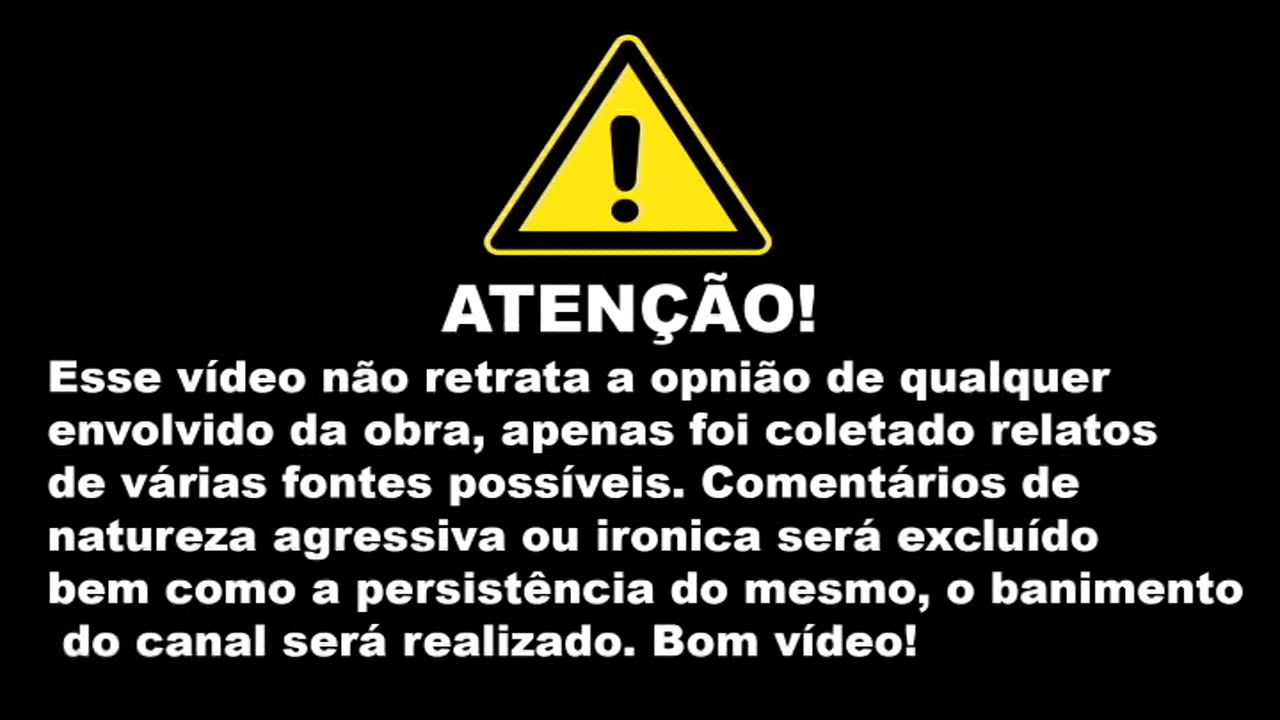 ATENÇÃO!
Esse vídeo não retrata a opnião de qualquer
envolvido da obra, apenas foi coletado relatos
de várias fontes possíveis. Comentários de
natureza agressiva ou ironica será excluído
bem como a persistência do mesmo, o banimento
do canal será realizado. Bom vídeo!